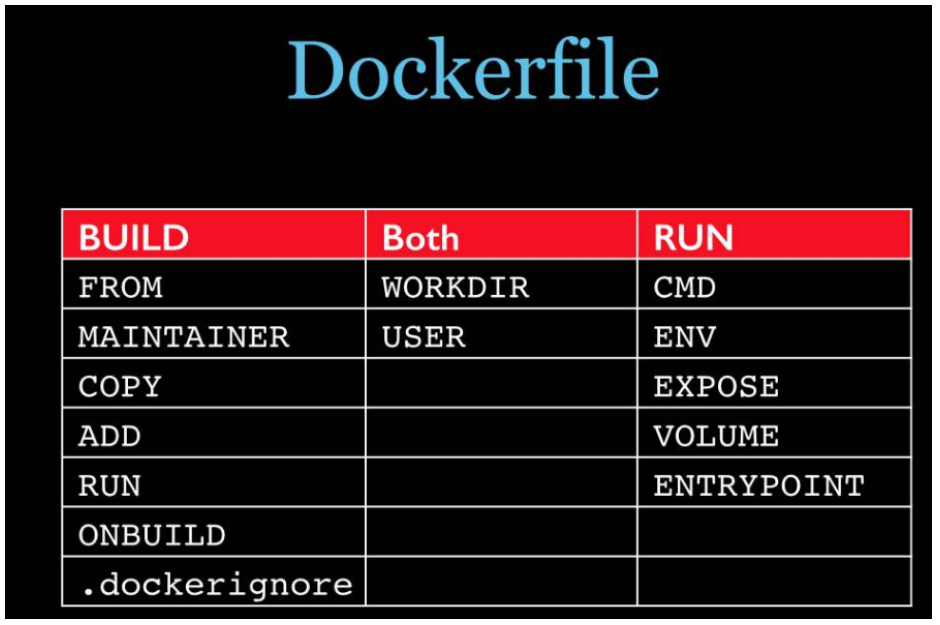 Dockerfile
BUILD Both RUN
FROM WORKDIR CMD
MAINTAINER USER ENV
COPY EXPOSE
ADD VOLUME
RUN ENTRYPOINT
ONBUILD
.dockerignore